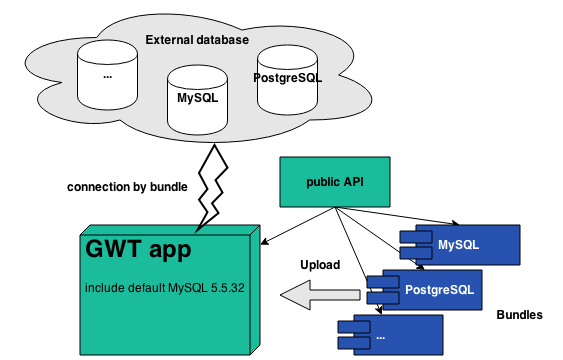 External database
...
MySQL
PostgreSQL
connection by bundle
public API
GWT app
include default MySQL 5.5.32
Upload
MySQL
PostgreSQL
...
Bundles